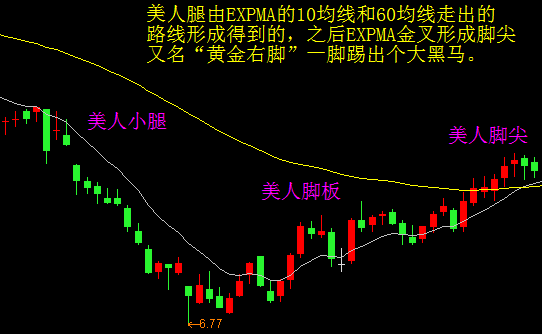 美人腿由EXPMA的10均线和60均线走出的
路线形成得到的，之后EXPMA金叉形成脚尖
又名“黄金右脚”一脚踢出个大黑马。
美人小腿
美人脚尖
美人脚板
←6.77